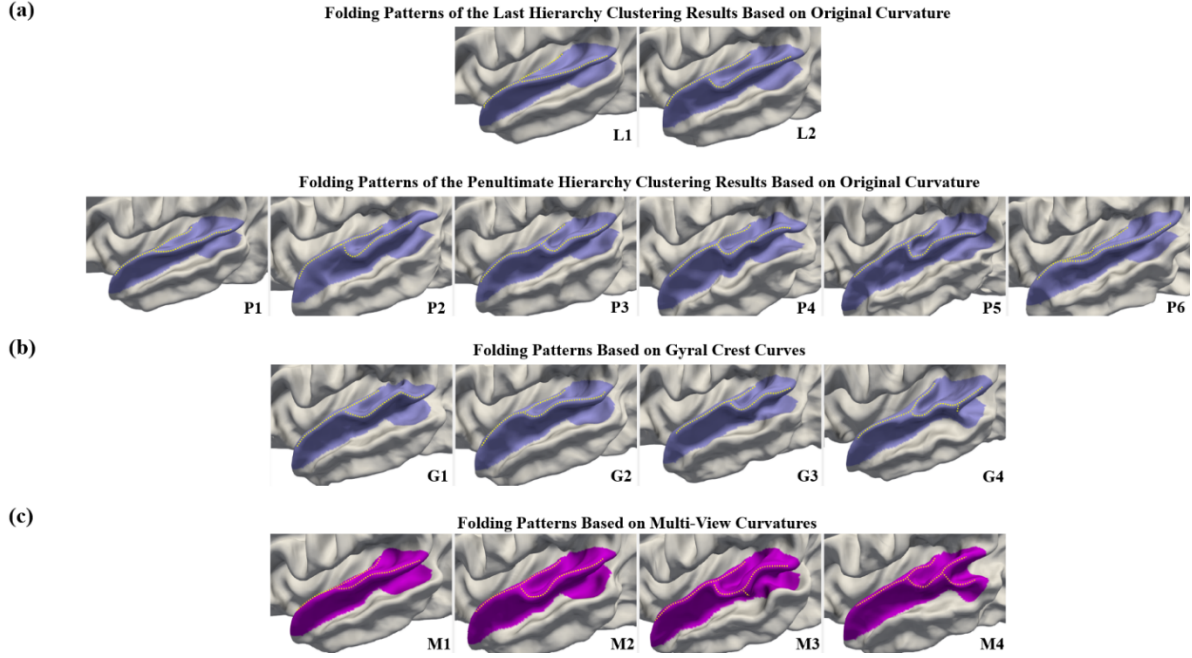 (a)
Folding Patterns of the Last Hierarchy Clustering Results Based on Original Curvature
L1 L2
Folding Patterns of the Penultimate Hierarchy Clustering Results Based on Original Curvature
P1 P2 P3 P4 P5 P6
(b)
Folding Patterns Based on Gyral Crest Curves
G1 G2 G3 G4
(c)
Folding Patterns Based on Multi-View Curvatures
M1 M2 M3 M4